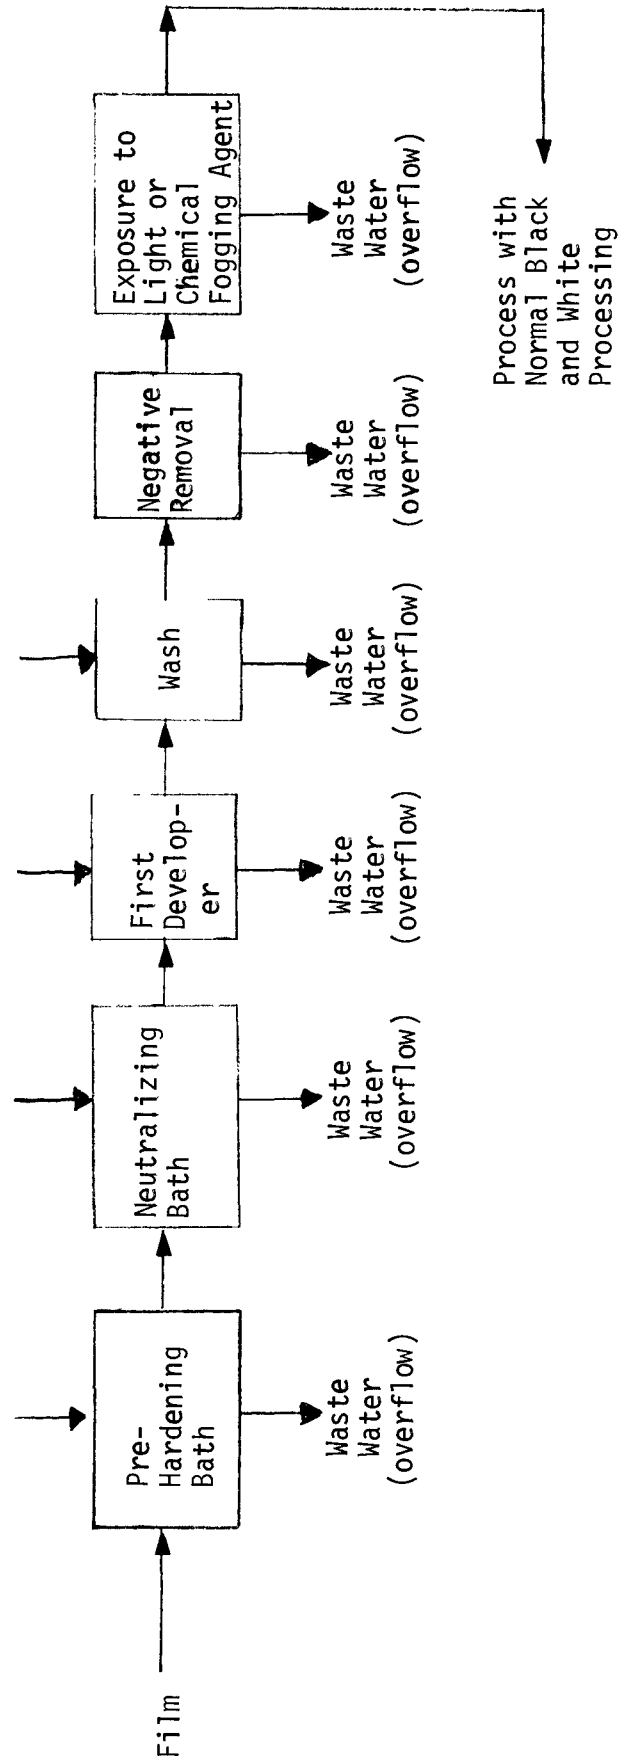 Film
Pre-
Hardening
Bath
Waste
Water
(overflow)
Neutralizing
Bath
Waste
Water
(overflow)
First
Develop-
er
Waste
Water
(overflow)
Wash
Waste
Water
(overflow)
Negative
Removal
Waste
Water
(overflow)
Exposure to
Light or
Chemical
Fogging Agent
Waste
Water
(overflow)
Process with
Normal Black
and White
Processing